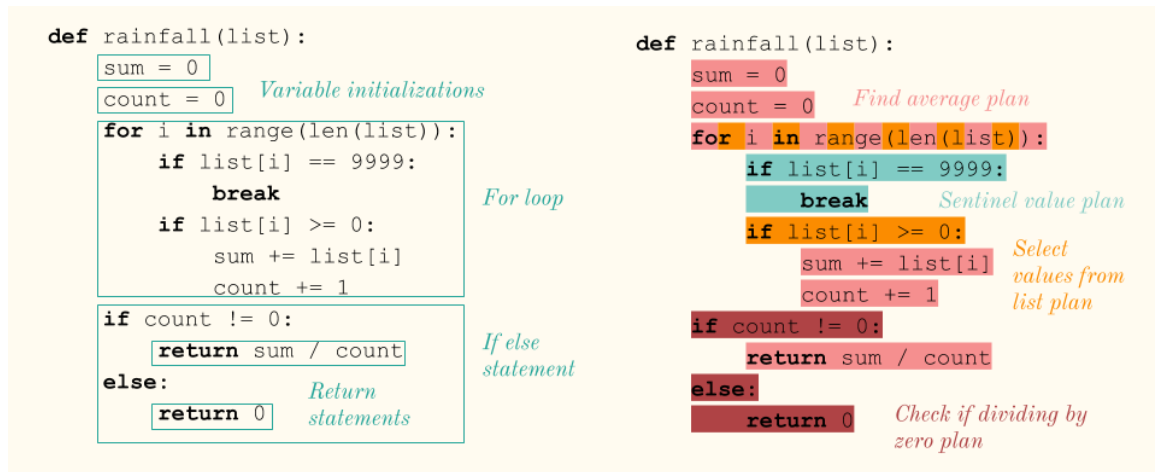 def rainfall(list):
sum = 0
count = 0
Variable initializations
for i in range(len(list)):
if list[i] == 9999:
break
For loop
if list[i] >= 0:
sum += list[i]
count += 1
if count != 0:
return sum / count
If else
statement
else:
return 0
Return
statements
def rainfall(list):
sum = 0
count = 0
Find average plan
for i in range(len(list)):
if list[i] == 9999:
break
Sentinel value plan
if list[i] >= 0:
sum += list[i]
count += 1
Select
values from
list plan
if count != 0:
return sum / count
else:
return 0
Check if dividing by
zero plan